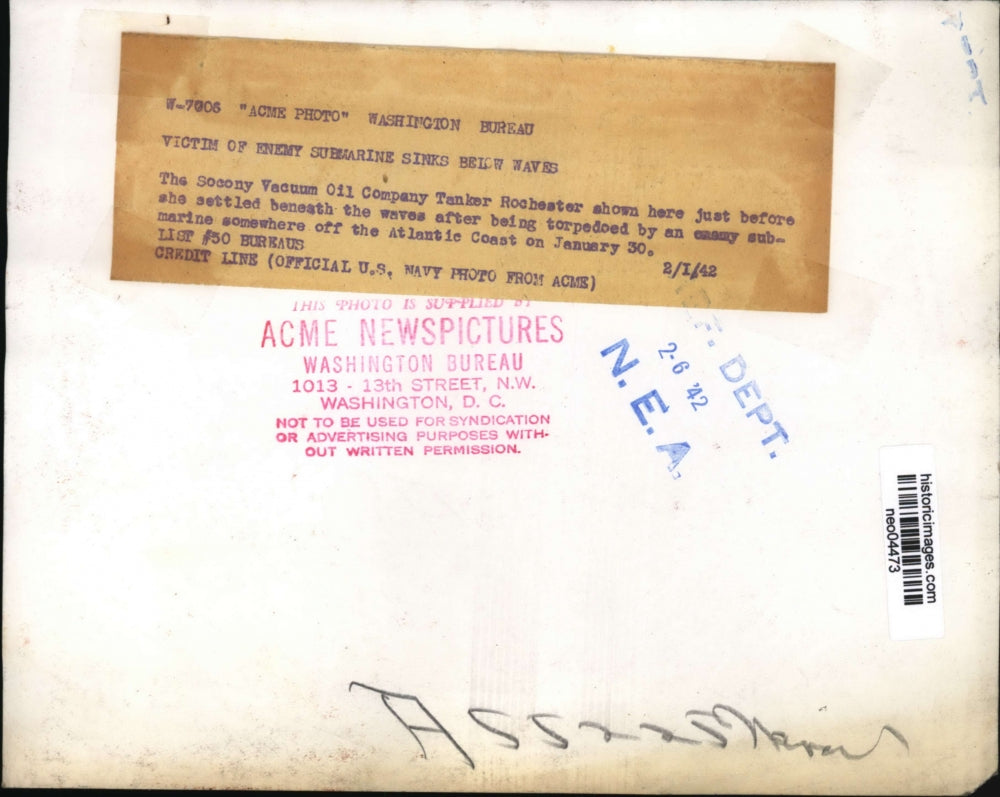 W-7006 "ACME PHOTO" WASHINGTON BUREAU
VICTIM OF ENEMY SUBMARINE SINKS BELOW WAVES
The Socony Vacuum Oil Company Tanker Rochester shown here just before
she settled beneath the waves after being torpedoed by an enemy sub-
marine somewhere off the Atlantic Coast on January 30.
LIST #50 BUREAUS 2/1/42
CREDIT LINE (OFFICIAL U.S. NAVY PHOTO FROM ACME)
THIS PHOTO IS SUPPLIED BY
ACME NEWSPICTURES
WASHINGTON BUREAU
1013 - 13th STREET, N.W.
WASHINGTON, D. C.
NOT TO BE USED FOR SYNDICATION
OR ADVERTISING PURPOSES WITH-
OUT WRITTEN PERMISSION.
DEPT.
2-6 '42
N. E. A.
historicimages.com
neo04473